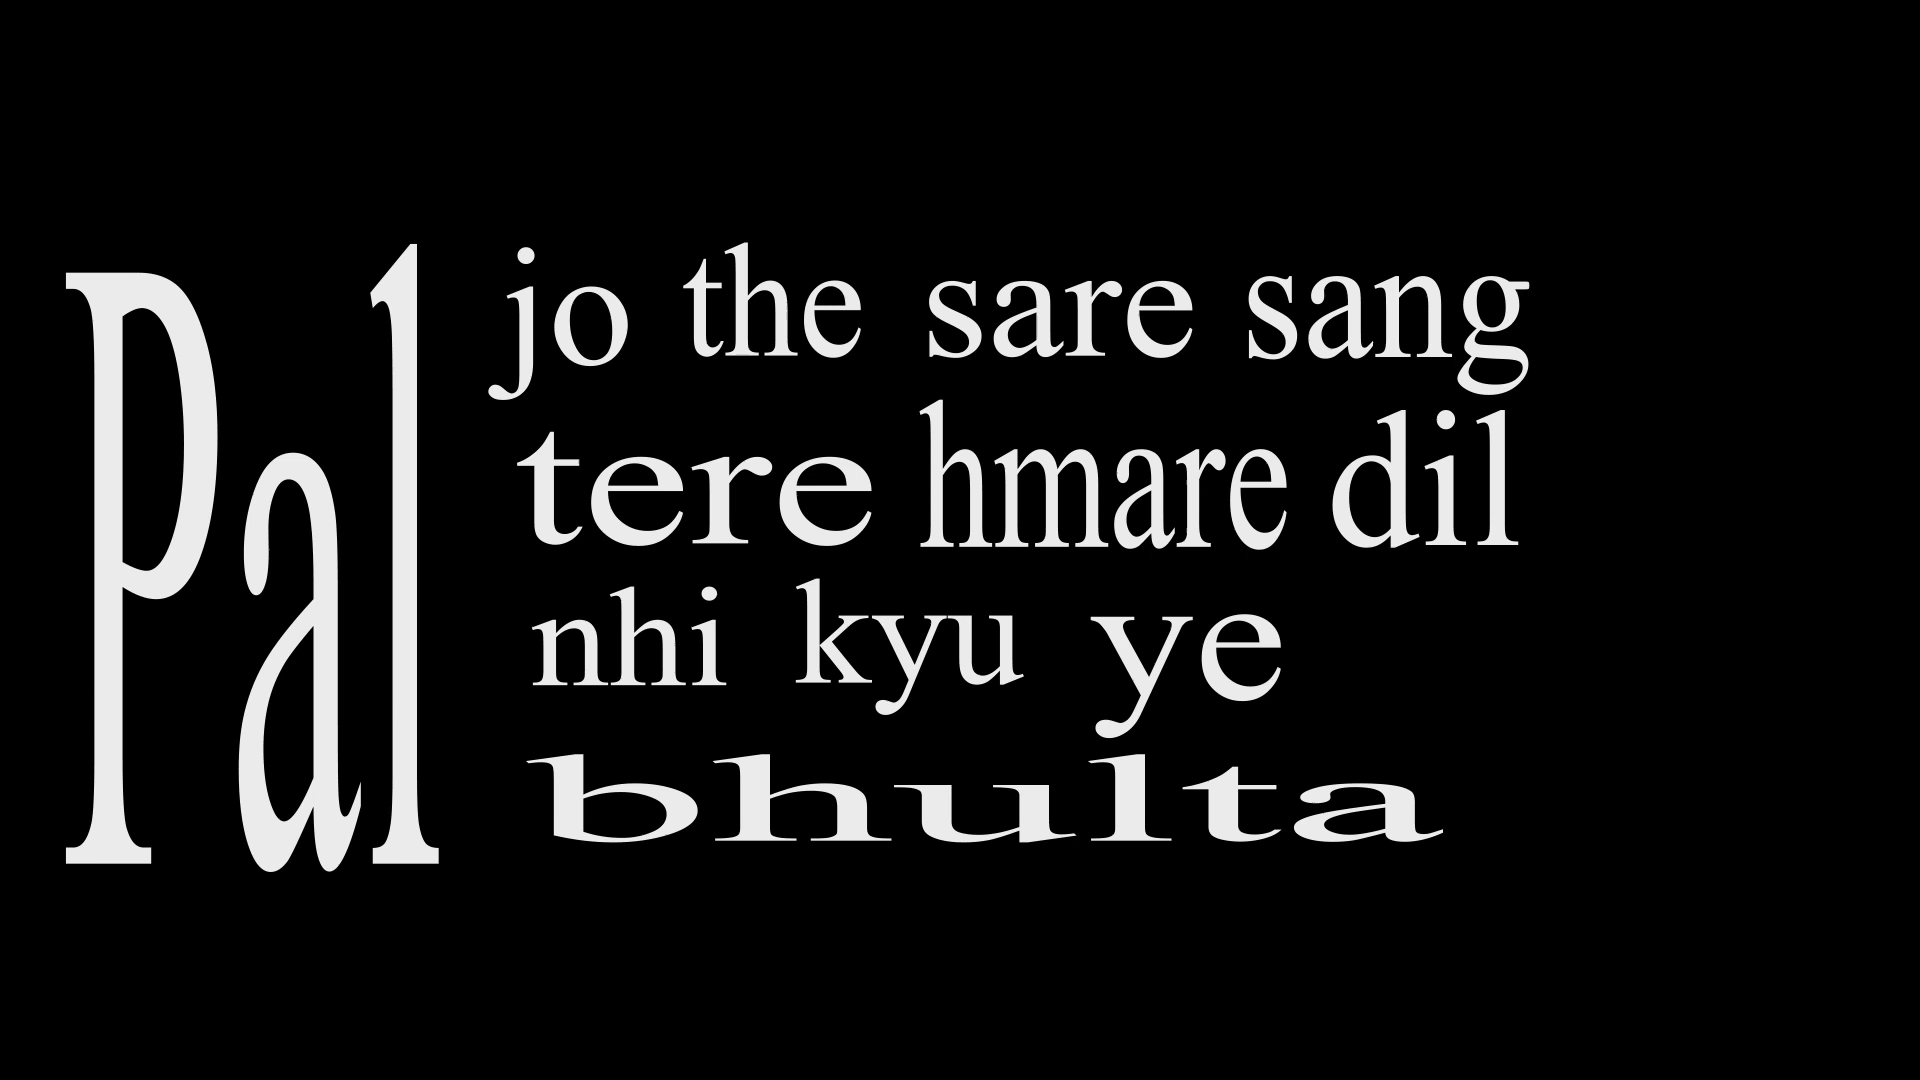 Pal
jo the sare sang
tere hmare dil
nhi kyu ye
bhulta